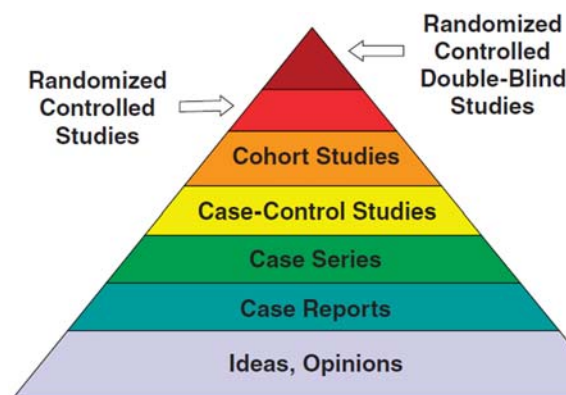 Randomized
Controlled
Double-Blind
Studies
Randomized
Controlled
Studies
Cohort Studies
Case-Control Studies
Case Series
Case Reports
Ideas, Opinions